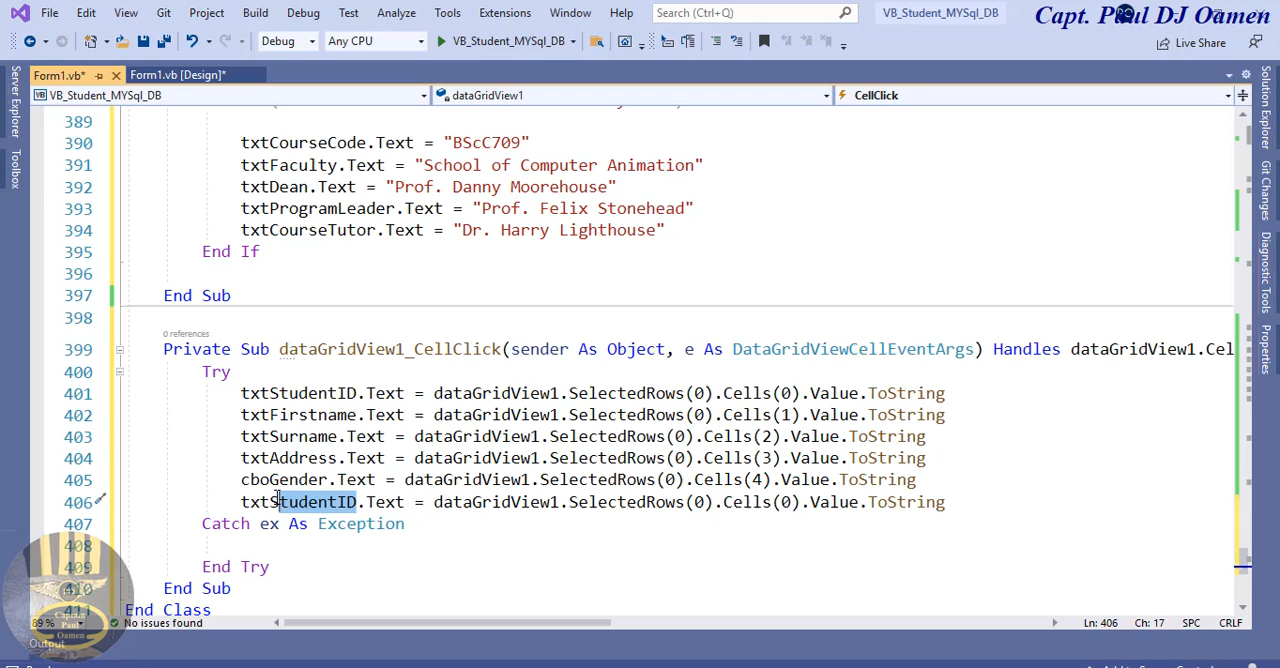 File Edit View Git Project Build Debug Test Analyze Tools Extensions Window Help Search (Ctrl+Q) VB_Student_MYSql_DB
Capt. Paul DJ Oamen
Debug Any CPU VB_Student_MYSql_DB Live Share
Form1.vb* Form1.vb [Design]*
VB_Student_MYSql_DB dataGridView1 CellClick
Server Explorer
Toolbox
Solution Explorer
Git Changes
Diagnostic Tools
Properties
389
390 txtCourseCode.Text = "BScC709"
391 txtFaculty.Text = "School of Computer Animation"
392 txtDean.Text = "Prof. Danny Moorehouse"
393 txtProgramLeader.Text = "Prof. Felix Stonehead"
394 txtCourseTutor.Text = "Dr. Harry Lighthouse"
395 End If
396
397 End Sub
398
0 references
399 Private Sub dataGridView1_CellClick(sender As Object, e As DataGridViewCellEventArgs) Handles dataGridView1.Cel
400 Try
401 txtStudentID.Text = dataGridView1.SelectedRows(0).Cells(0).Value.ToString
402 txtFirstname.Text = dataGridView1.SelectedRows(0).Cells(1).Value.ToString
403 txtSurname.Text = dataGridView1.SelectedRows(0).Cells(2).Value.ToString
404 txtAddress.Text = dataGridView1.SelectedRows(0).Cells(3).Value.ToString
405 cboGender.Text = dataGridView1.SelectedRows(0).Cells(4).Value.ToString
406 txtStudentID.Text = dataGridView1.SelectedRows(0).Cells(0).Value.ToString
407 Catch ex As Exception
408
409 End Try
410 End Sub
411 End Class
Captain Paul Oamen
89 % No issues found Ln: 406 Ch: 17 SPC CRLF
Output